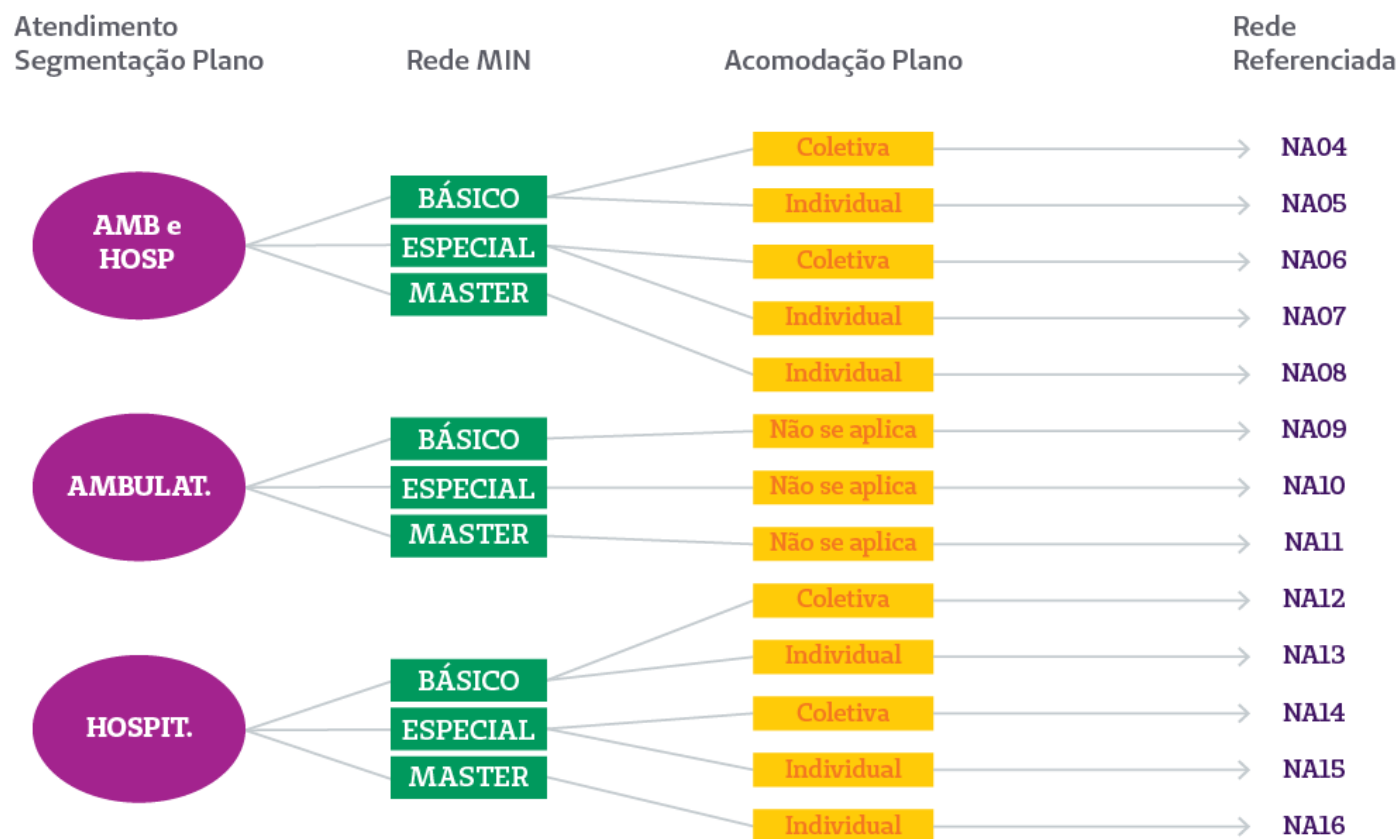 Atendimento
Segmentação Plano
Rede MIN
Acomodação Plano
Rede
Referenciada
AMB e
HOSP
BÁSICO
ESPECIAL
MASTER
Coletiva
NA04
Individual
NA05
Coletiva
NA06
Individual
NA07
Individual
NA08
AMBULAT.
BÁSICO
ESPECIAL
MASTER
Não se aplica
NA09
Não se aplica
NA10
Não se aplica
NA11
HOSPIT.
BÁSICO
ESPECIAL
MASTER
Coletiva
NA12
Individual
NA13
Coletiva
NA14
Individual
NA15
Individual
NA16